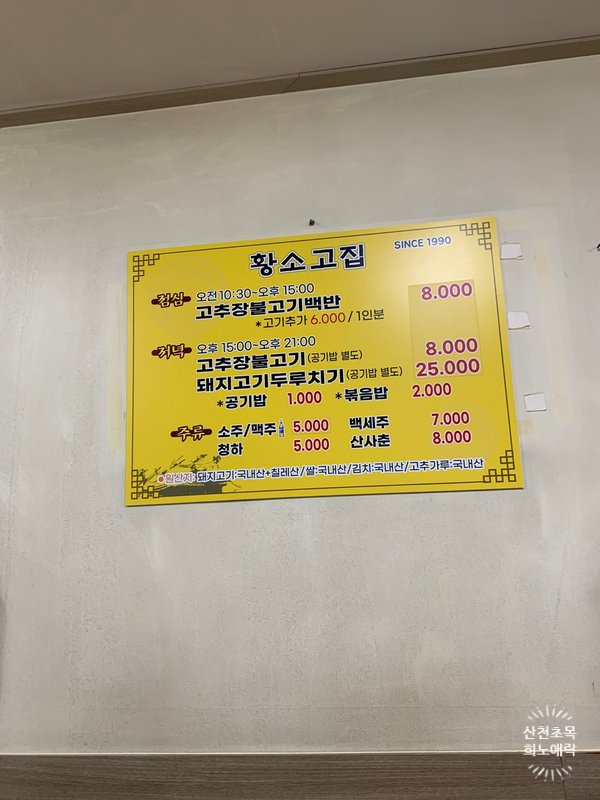 황소고집
SINCE 1990
점심 오전 10:30~오후 15:00
고추장불고기백반 8.000
*고기추가 6.000/1인분
저녁 오후 15:00~오후 21:00
고추장불고기(공기밥 별도) 8.000
돼지고기두루치기(공기밥 별도) 25.000
*공기밥 1.000 *볶음밥 2.000
주류 소주/맥주 5.000 백세주 7.000
청하 5.000 산사춘 8.000
●원산지: 돼지고기:국내산+칠레산/쌀:국내산/김치:국내산/고추가루:국내산
산천초목
희노애락